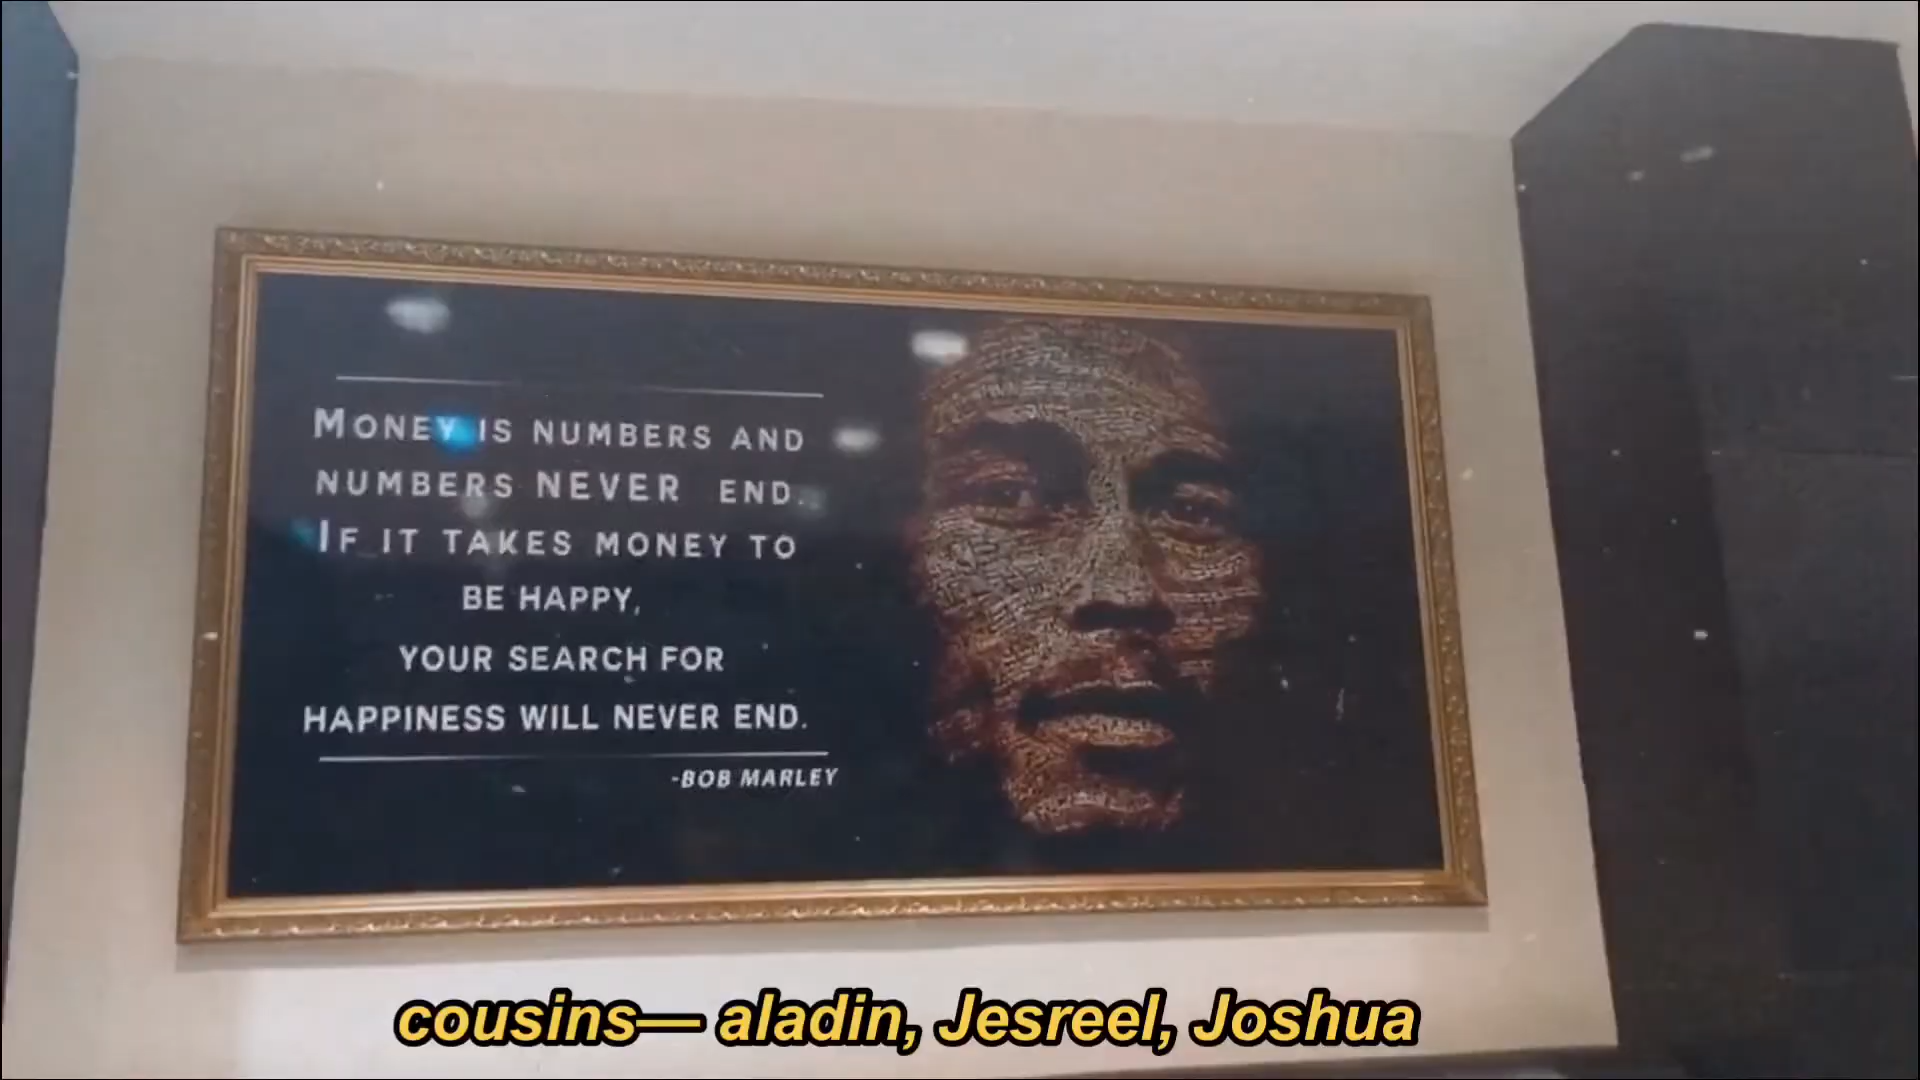 MONEY IS NUMBERS AND
NUMBERS NEVER END.
IF IT TAKES MONEY TO
BE HAPPY,
YOUR SEARCH FOR
HAPPINESS WILL NEVER END.
-BOB MARLEY
cousins— aladin, Jesreel, Joshua